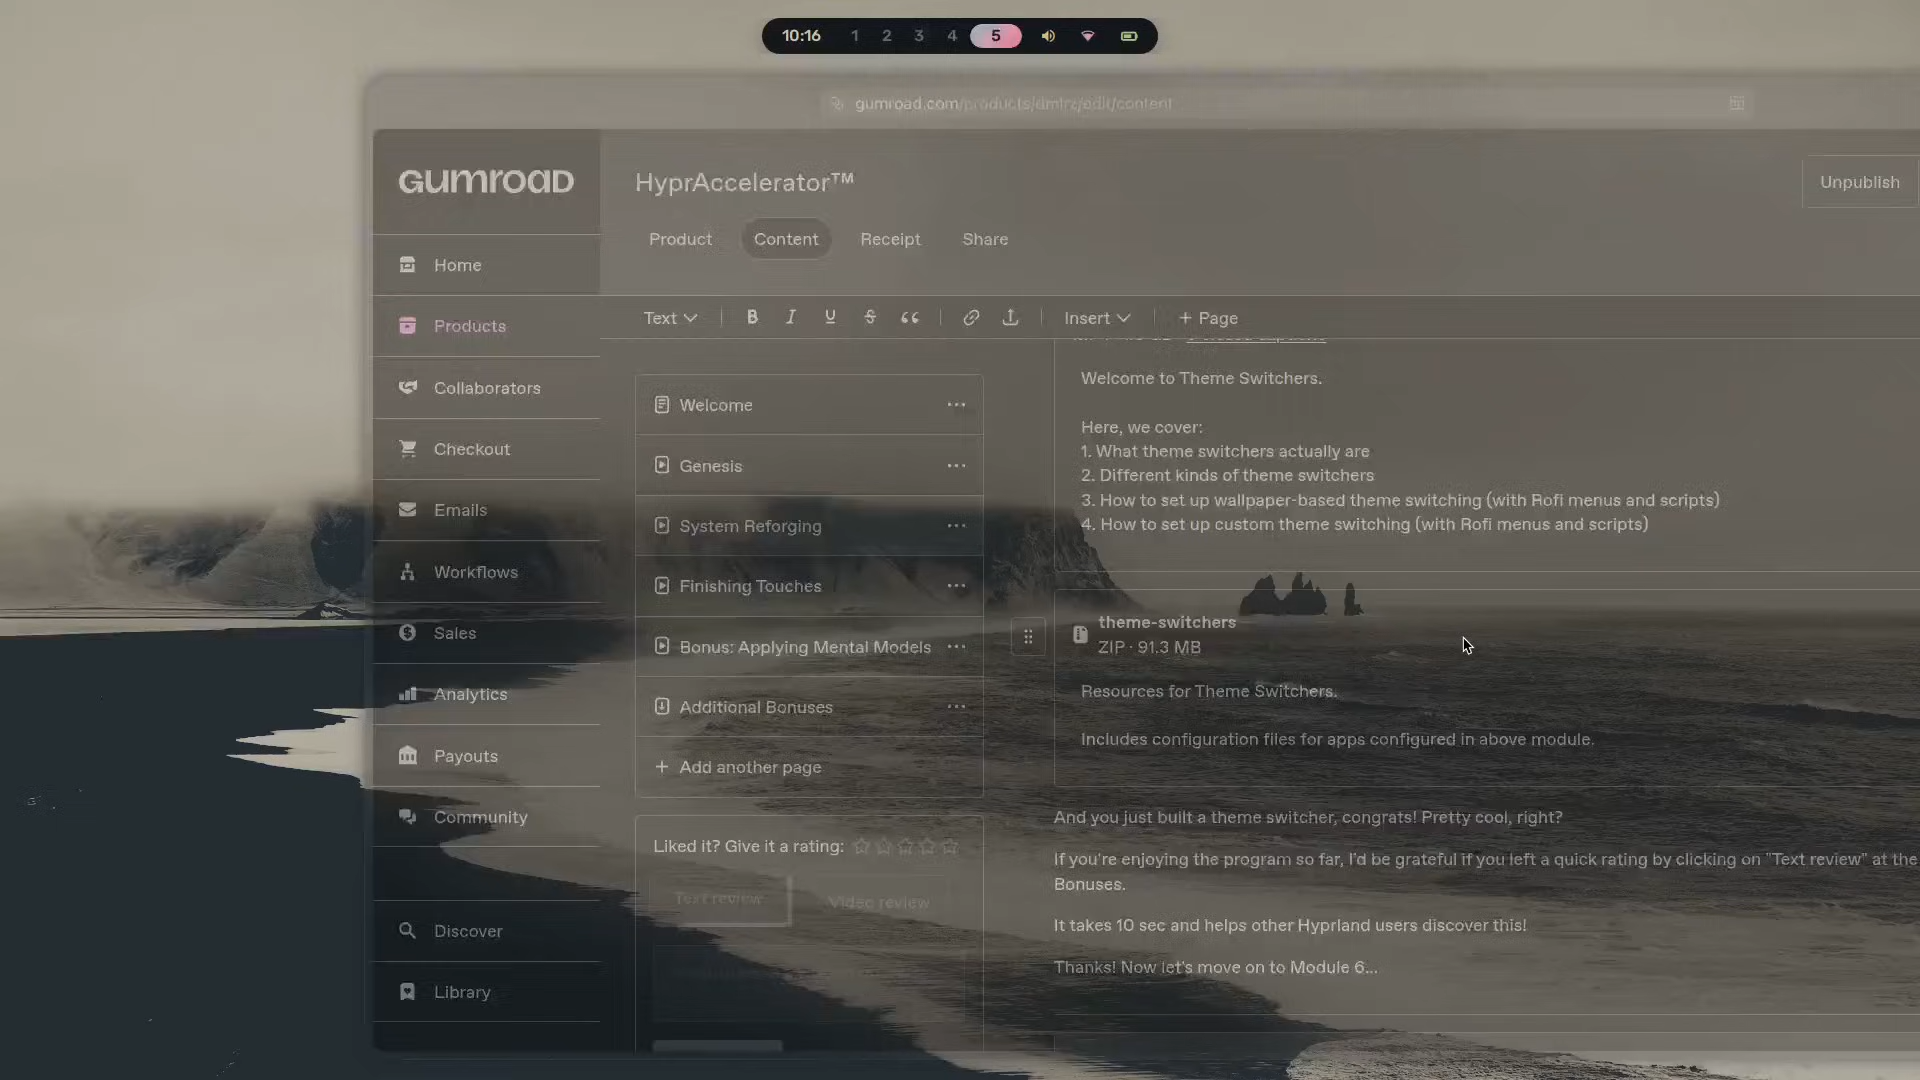 10:16 1 2 3 4 5
gumroad.com/products/dmlrz/edit/content
GUMROAD
HyprAccelerator™
Unpublish
Product Content Receipt Share
Home
Products
Collaborators
Checkout
Emails
Workflows
Sales
Analytics
Payouts
Community
Discover
Library
Text B I U S Insert + Page
Welcome
Genesis
System Reforging
Finishing Touches
Bonus: Applying Mental Models
Additional Bonuses
+ Add another page
Liked it? Give it a rating:
Text review Video review
Welcome to Theme Switchers.
Here, we cover:
1. What theme switchers actually are
2. Different kinds of theme switchers
3. How to set up wallpaper-based theme switching (with Rofi menus and scripts)
4. How to set up custom theme switching (with Rofi menus and scripts)
theme-switchers
ZIP · 91.3 MB
Resources for Theme Switchers.
Includes configuration files for apps configured in above module.
And you just built a theme switcher, congrats! Pretty cool, right?
If you're enjoying the program so far, I'd be grateful if you left a quick rating by clicking on "Text review" at the
Bonuses.
It takes 10 sec and helps other Hyprland users discover this!
Thanks! Now let's move on to Module 6...